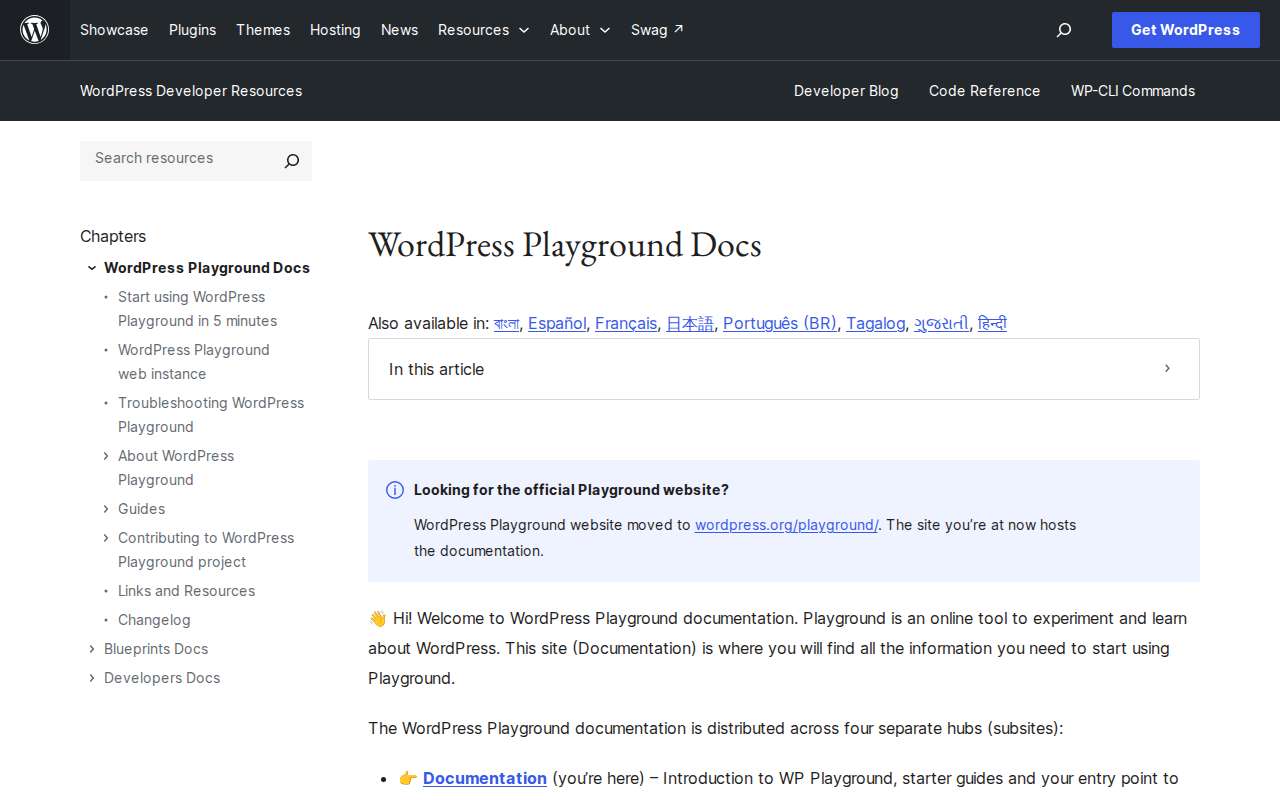 Showcase Plugins Themes Hosting News Resources About Swag ↗ Get WordPress
WordPress Developer Resources Developer Blog Code Reference WP-CLI Commands
Search resources
Chapters
WordPress Playground Docs
• Start using WordPress
Playground in 5 minutes
• WordPress Playground
web instance
• Troubleshooting WordPress
Playground
About WordPress
Playground
Guides
Contributing to WordPress
Playground project
• Links and Resources
• Changelog
Blueprints Docs
Developers Docs
WordPress Playground Docs
Also available in: বাংলা, Español, Français, 日本語, Português (BR), Tagalog, ગુજરાતી, हिन्दी
In this article
Looking for the official Playground website?
WordPress Playground website moved to wordpress.org/playground/. The site you’re at now hosts
the documentation.
👋 Hi! Welcome to WordPress Playground documentation. Playground is an online tool to experiment and learn
about WordPress. This site (Documentation) is where you will find all the information you need to start using
Playground.
The WordPress Playground documentation is distributed across four separate hubs (subsites):
• 👉 Documentation (you’re here) – Introduction to WP Playground, starter guides and your entry point to